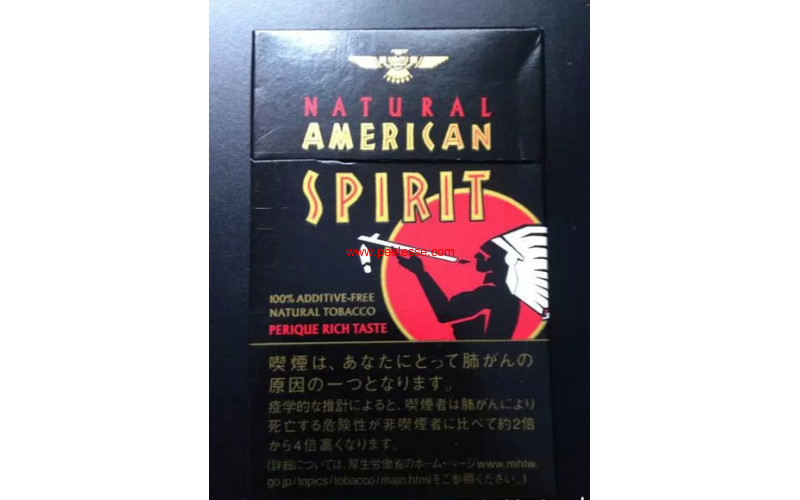 NATURAL
AMERICAN
SPIRIT
www.peblesse.com
100% ADDITIVE-FREE
NATURAL TOBACCO
PERIQUE RICH TASTE
喫煙は、あなたにとって肺がんの
原因の一つとなります。
疫学的な推計によると、喫煙者は肺がんにより
死亡する危険性が非喫煙者に比べて約2倍
から4倍高くなります。
(詳細については、厚生労働省のホーム・ページwww.mhlw.
go.jp/topics/tobacco/main.htmlをご参照ください。)